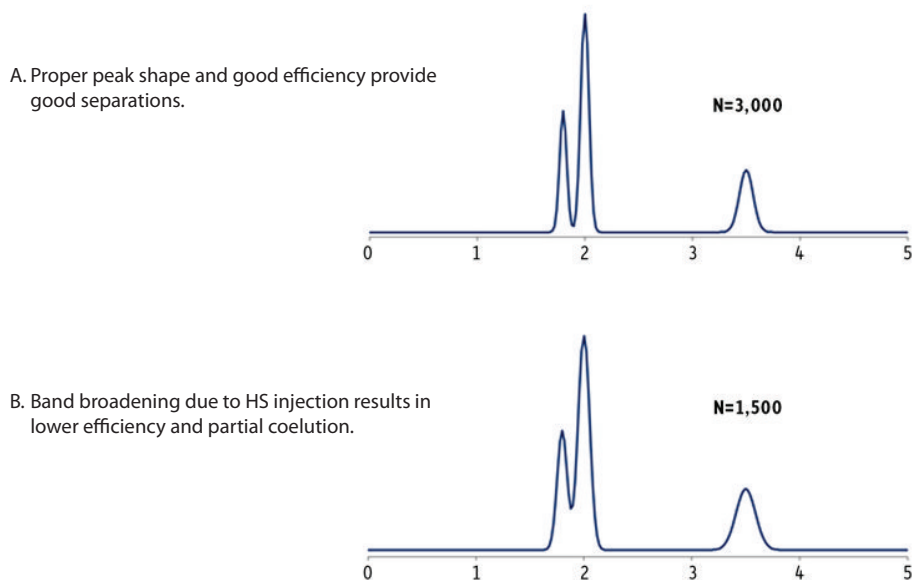 A. Proper peak shape and good efficiency provide
good separations.
N=3,000
0 1 2 3 4 5
B. Band broadening due to HS injection results in
lower efficiency and partial coelution.
N=1,500
0 1 2 3 4 5